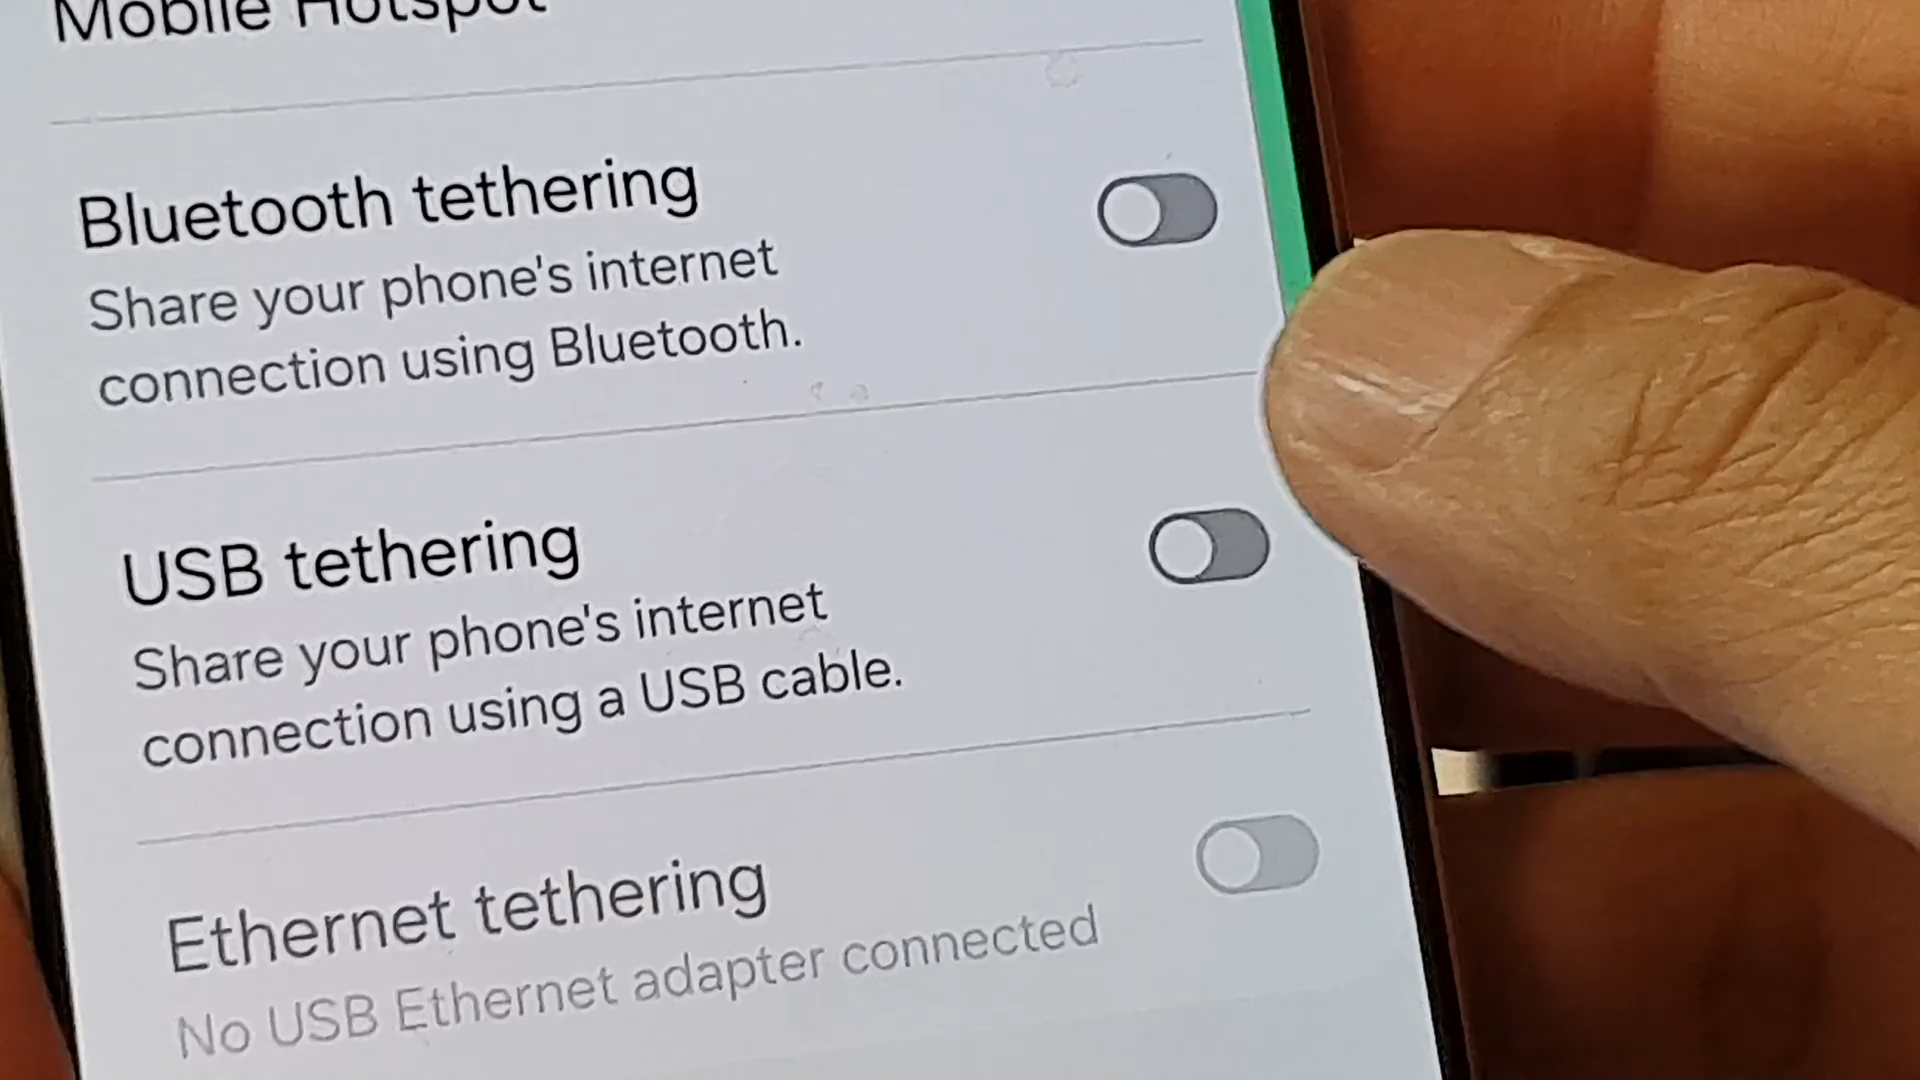 Mobile Hotspot
Bluetooth tethering
Share your phone's internet
connection using Bluetooth.
USB tethering
Share your phone's internet
connection using a USB cable.
Ethernet tethering
No USB Ethernet adapter connected